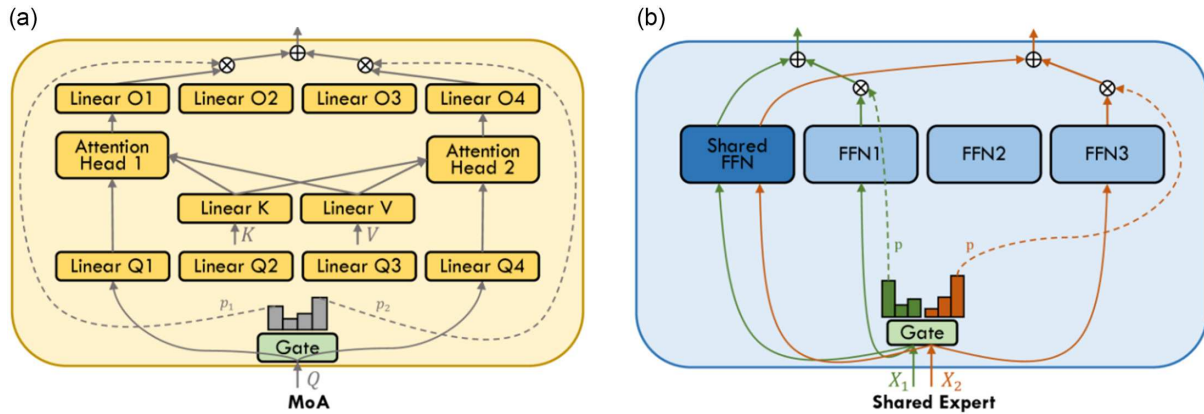 (a)
Linear O1
Linear O2
Linear O3
Linear O4
Attention
Head 1
Attention
Head 2
Linear K
Linear V
K
V
Linear Q1
Linear Q2
Linear Q3
Linear Q4
p₁
p₂
Gate
Q
MoA
(b)
Shared
FFN
FFN1
FFN2
FFN3
p
p
Gate
X₁
X₂
Shared Expert